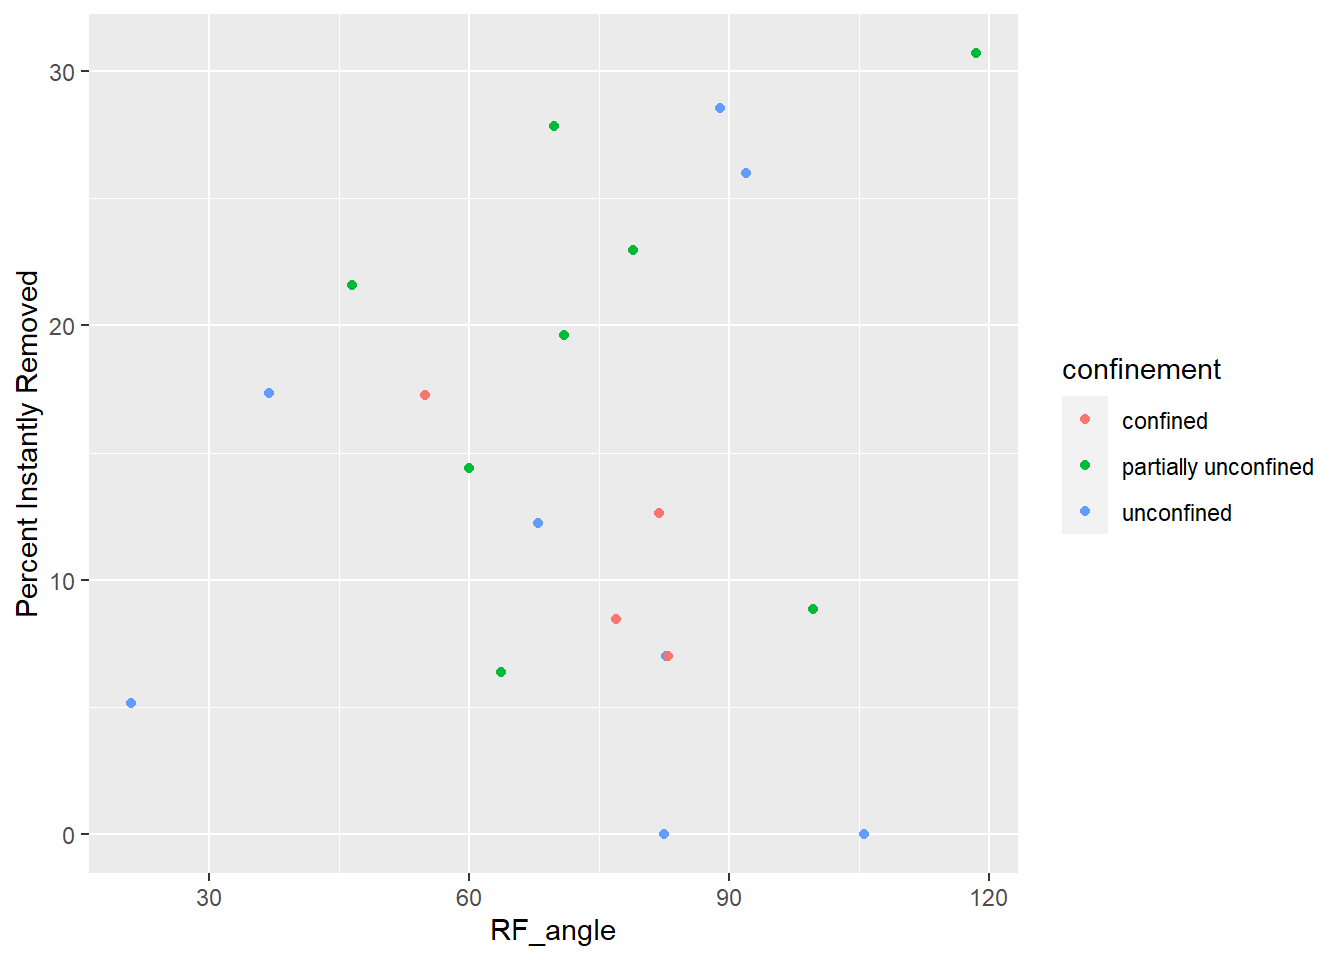 30
20
10
0
Percent Instantly Removed
30 60 90 120
RF_angle
confinement
confined
partially unconfined
unconfined